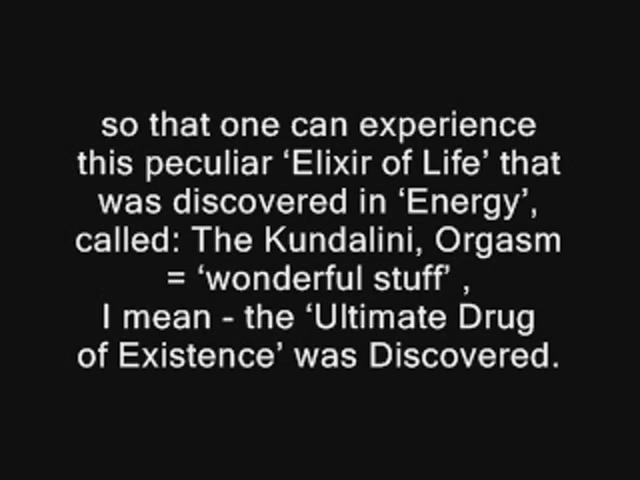 so that one can experience
this peculiar ‘Elixir of Life’ that
was discovered in ‘Energy’,
called: The Kundalini, Orgasm
= ‘wonderful stuff’ ,
I mean - the ‘Ultimate Drug
of Existence’ was Discovered.